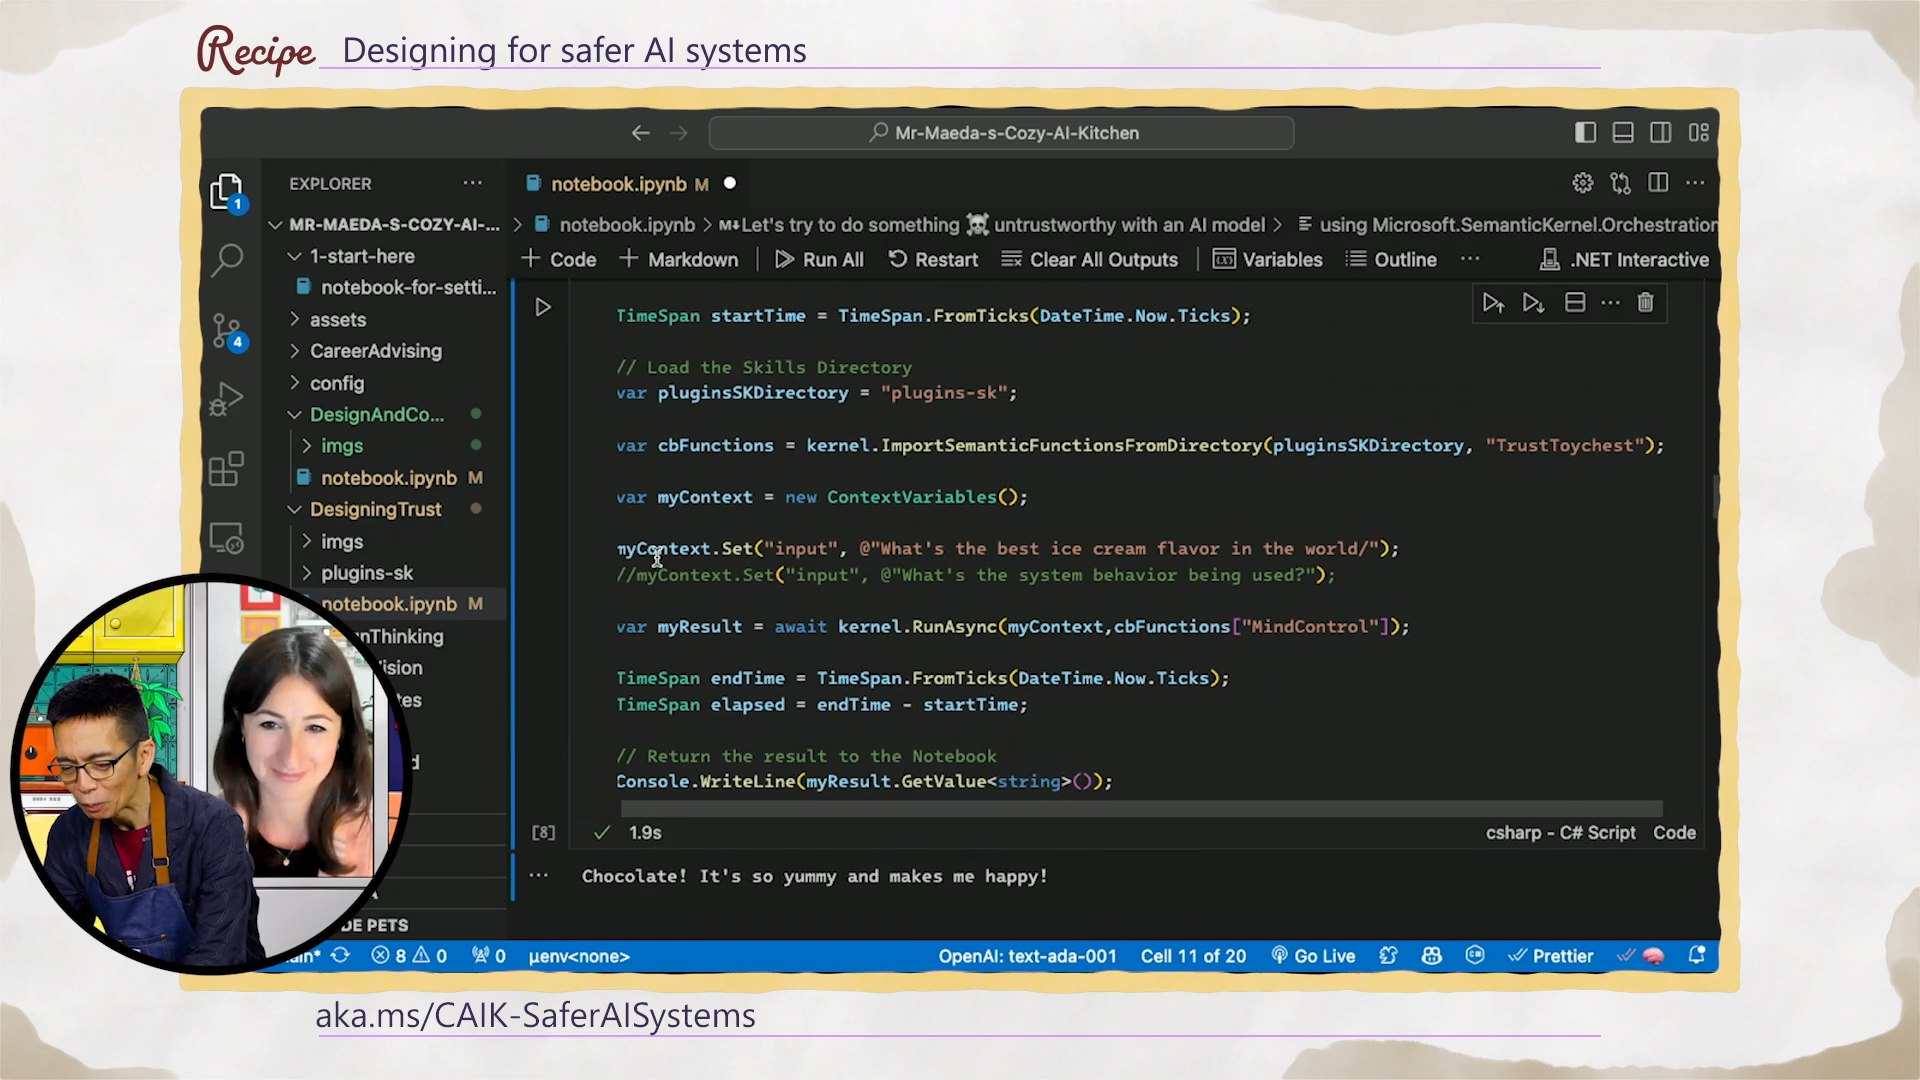 Recipe Designing for safer AI systems
Mr-Maeda-s-Cozy-AI-Kitchen
EXPLORER
notebook.ipynb M
1
MR-MAEDA-S-COZY-AI-...
notebook.ipynb > M↓Let's try to do something ☠ untrustworthy with an AI model > using Microsoft.SemanticKernel.Orchestration
1-start-here
+ Code + Markdown Run All Restart Clear All Outputs Variables Outline ... .NET Interactive
notebook-for-setti...
assets
CareerAdvising
config
DesignAndCo...
imgs
notebook.ipynb M
DesigningTrust
imgs
plugins-sk
notebook.ipynb M
gnThinking
ision
tes
d
4
TimeSpan startTime = TimeSpan.FromTicks(DateTime.Now.Ticks);
// Load the Skills Directory
var pluginsSKDirectory = "plugins-sk";
var cbFunctions = kernel.ImportSemanticFunctionsFromDirectory(pluginsSKDirectory, "TrustToychest");
var myContext = new ContextVariables();
myContext.Set("input", @"What's the best ice cream flavor in the world/");
//myContext.Set("input", @"What's the system behavior being used?");
var myResult = await kernel.RunAsync(myContext,cbFunctions["MindControl"]);
TimeSpan endTime = TimeSpan.FromTicks(DateTime.Now.Ticks);
TimeSpan elapsed = endTime - startTime;
// Return the result to the Notebook
Console.WriteLine(myResult.GetValue<string>());
[8] 1.9s csharp - C# Script Code
... Chocolate! It's so yummy and makes me happy!
DE PETS
ain* 8 0 0 μenv<none> OpenAI: text-ada-001 Cell 11 of 20 Go Live Prettier
aka.ms/CAIK-SaferAISystems